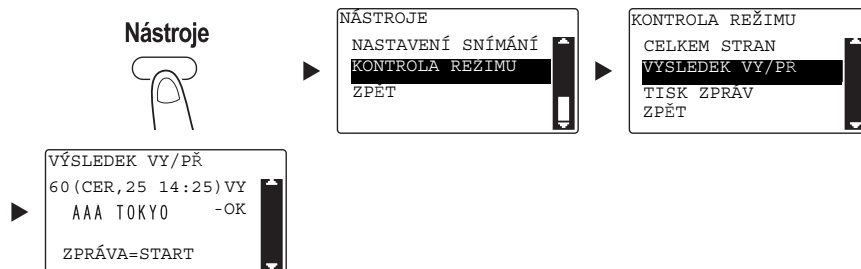 Nástroje
NÁSTROJE
NASTAVENÍ SNÍMÁNÍ
KONTROLA REŽIMU
ZPĚT
KONTROLA REŽIMU
CELKEM STRAN
VÝSLEDEK VY/PŘ
TISK ZPRÁV
ZPĚT
VÝSLEDEK VY/PŘ
60(CER,25 14:25)VY
AAA TOKYO -OK
ZPRÁVA=START